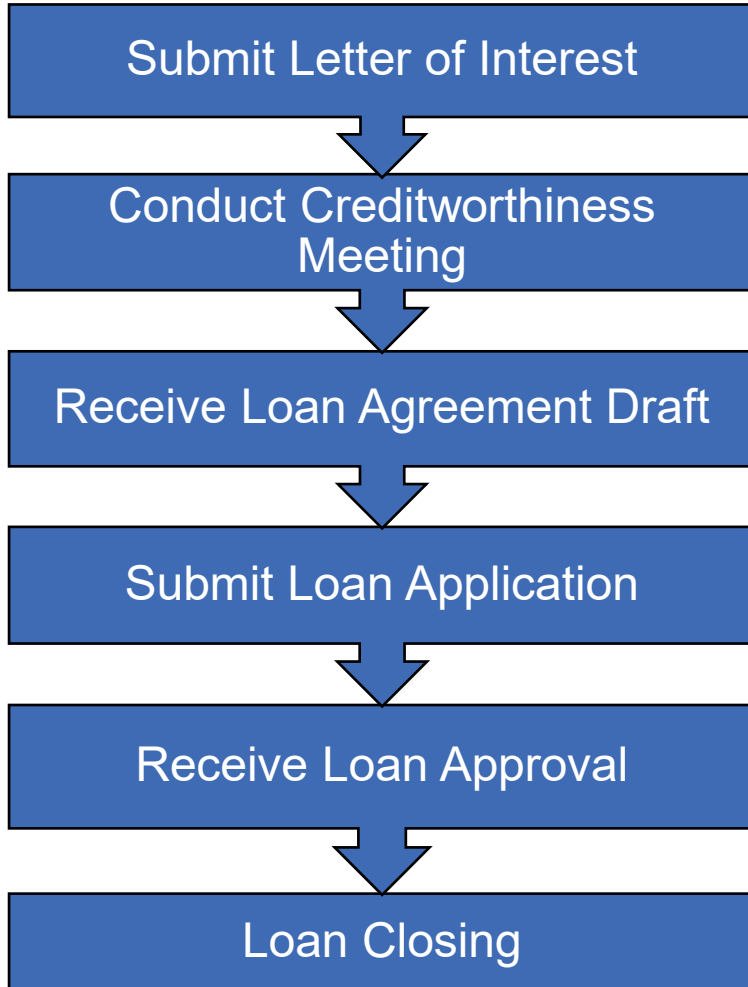 Submit Letter of Interest
Conduct Creditworthiness
Meeting
Receive Loan Agreement Draft
Submit Loan Application
Receive Loan Approval
Loan Closing